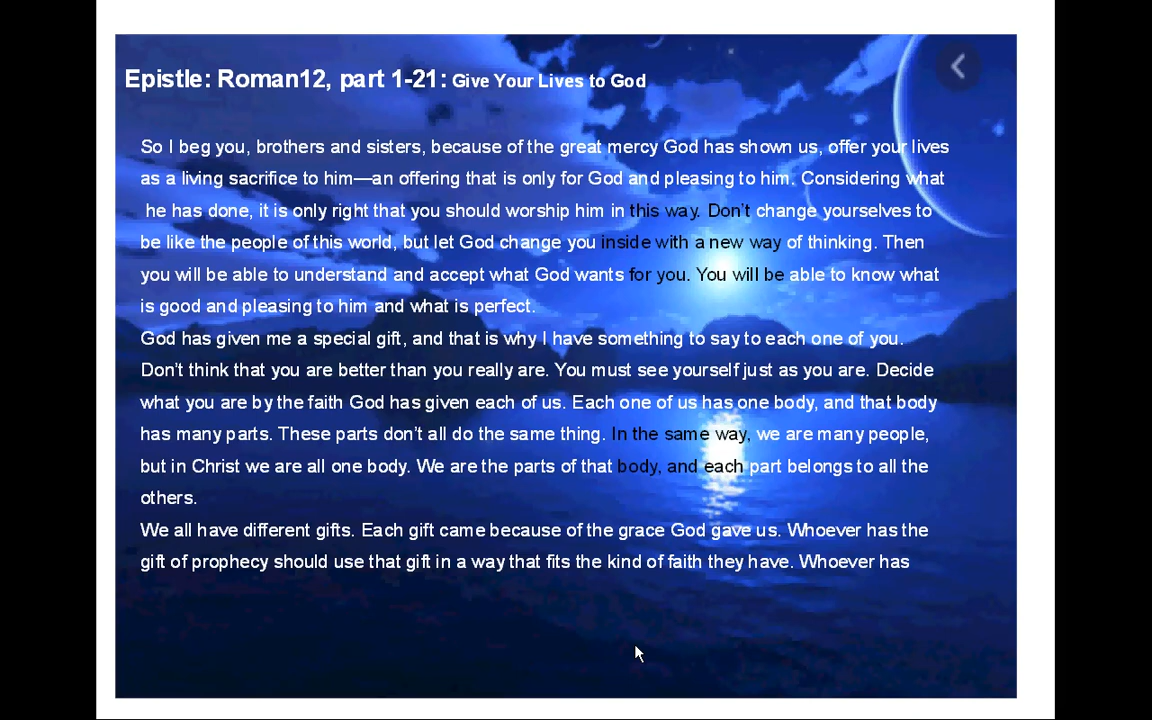 Epistle: Roman12, part 1-21: Give Your Lives to God
So I beg you, brothers and sisters, because of the great mercy God has shown us, offer your lives
as a living sacrifice to him—an offering that is only for God and pleasing to him. Considering what
he has done, it is only right that you should worship him in this way. Don't change yourselves to
be like the people of this world, but let God change you inside with a new way of thinking. Then
you will be able to understand and accept what God wants for you. You will be able to know what
is good and pleasing to him and what is perfect.
God has given me a special gift, and that is why I have something to say to each one of you.
Don't think that you are better than you really are. You must see yourself just as you are. Decide
what you are by the faith God has given each of us. Each one of us has one body, and that body
has many parts. These parts don't all do the same thing. In the same way, we are many people,
but in Christ we are all one body. We are the parts of that body, and each part belongs to all the
others.
We all have different gifts. Each gift came because of the grace God gave us. Whoever has the
gift of prophecy should use that gift in a way that fits the kind of faith they have. Whoever has